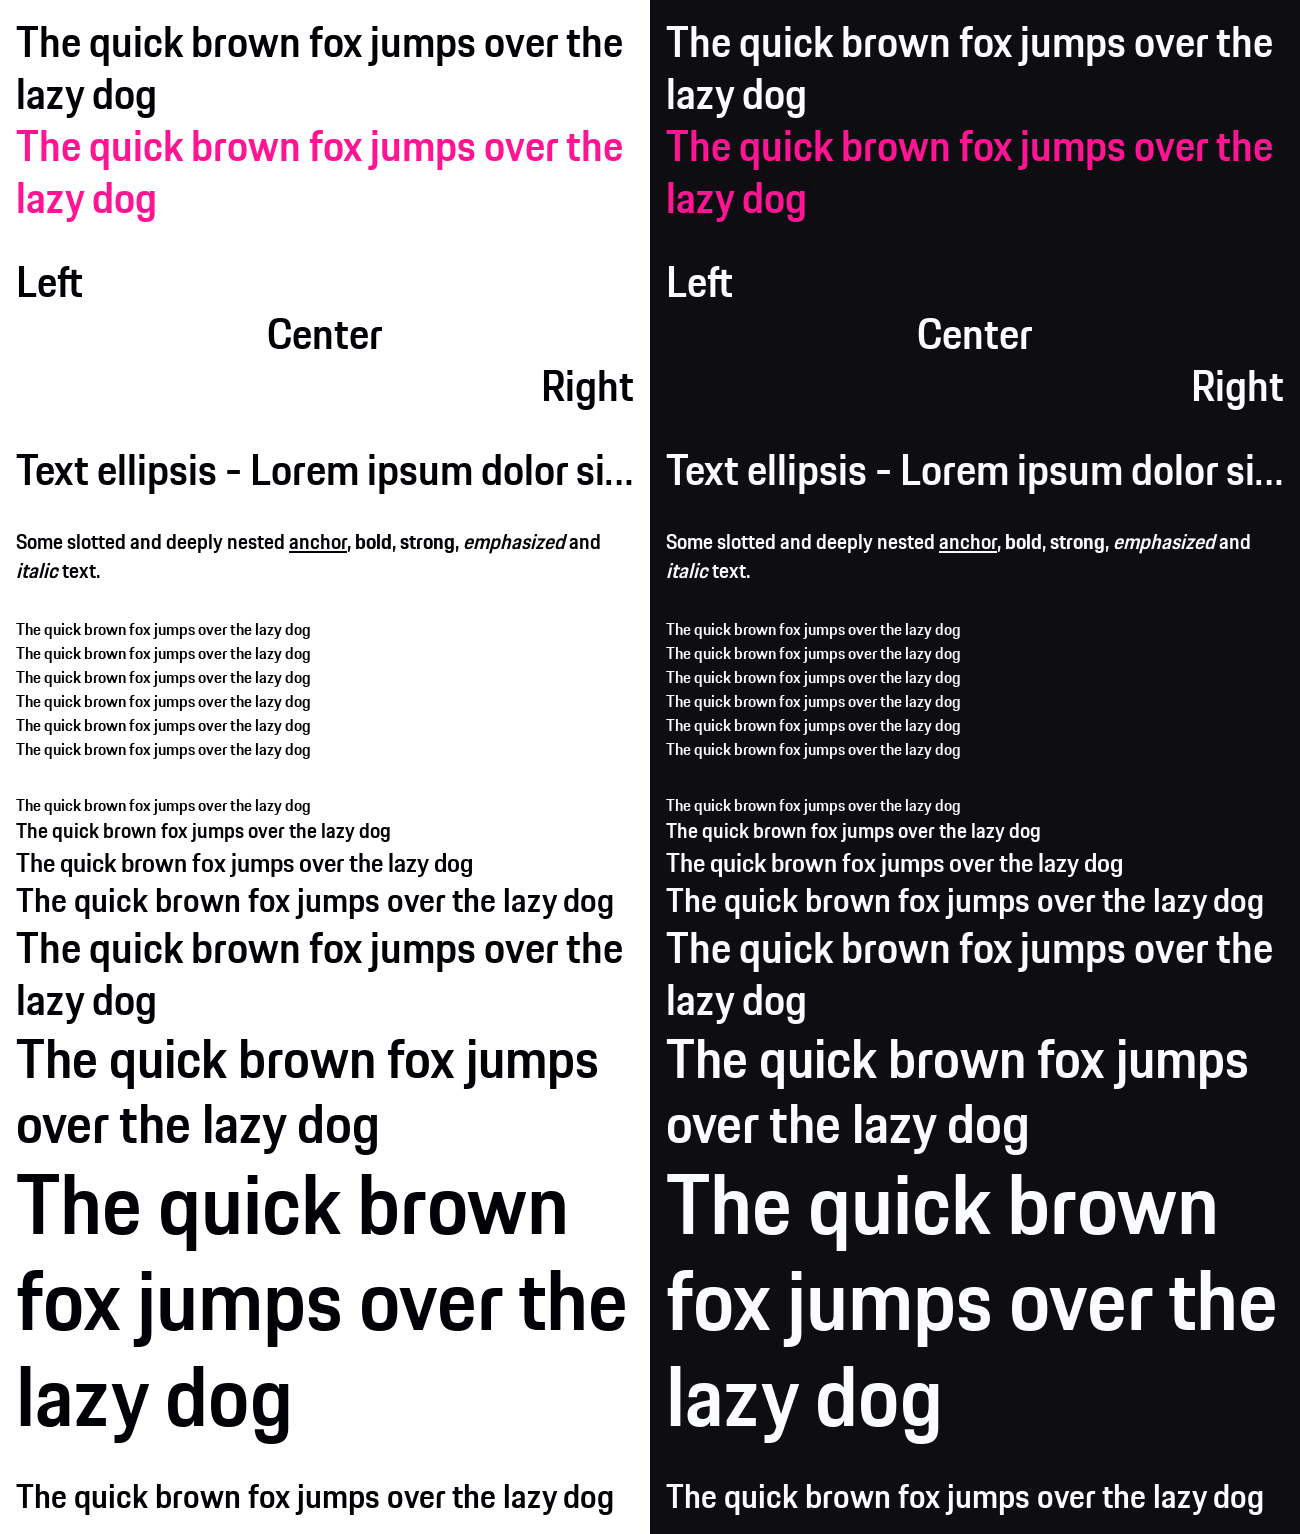 The quick brown fox jumps over the
lazy dog
The quick brown fox jumps over the
lazy dog
Left
Center
Right
Text ellipsis - Lorem ipsum dolor si...
Some slotted and deeply nested anchor, bold, strong, emphasized and
italic text.
The quick brown fox jumps over the lazy dog
The quick brown fox jumps over the lazy dog
The quick brown fox jumps over the lazy dog
The quick brown fox jumps over the lazy dog
The quick brown fox jumps over the lazy dog
The quick brown fox jumps over the lazy dog
The quick brown fox jumps over the lazy dog
The quick brown fox jumps over the lazy dog
The quick brown fox jumps over the lazy dog
The quick brown fox jumps over the lazy dog
The quick brown fox jumps over the
lazy dog
The quick brown fox jumps
over the lazy dog
The quick brown
fox jumps over the
lazy dog
The quick brown fox jumps over the lazy dog
The quick brown fox jumps over the
lazy dog
The quick brown fox jumps over the
lazy dog
Left
Center
Right
Text ellipsis - Lorem ipsum dolor si...
Some slotted and deeply nested anchor, bold, strong, emphasized and
italic text.
The quick brown fox jumps over the lazy dog
The quick brown fox jumps over the lazy dog
The quick brown fox jumps over the lazy dog
The quick brown fox jumps over the lazy dog
The quick brown fox jumps over the lazy dog
The quick brown fox jumps over the lazy dog
The quick brown fox jumps over the lazy dog
The quick brown fox jumps over the lazy dog
The quick brown fox jumps over the lazy dog
The quick brown fox jumps over the lazy dog
The quick brown fox jumps over the
lazy dog
The quick brown fox jumps
over the lazy dog
The quick brown
fox jumps over the
lazy dog
The quick brown fox jumps over the lazy dog